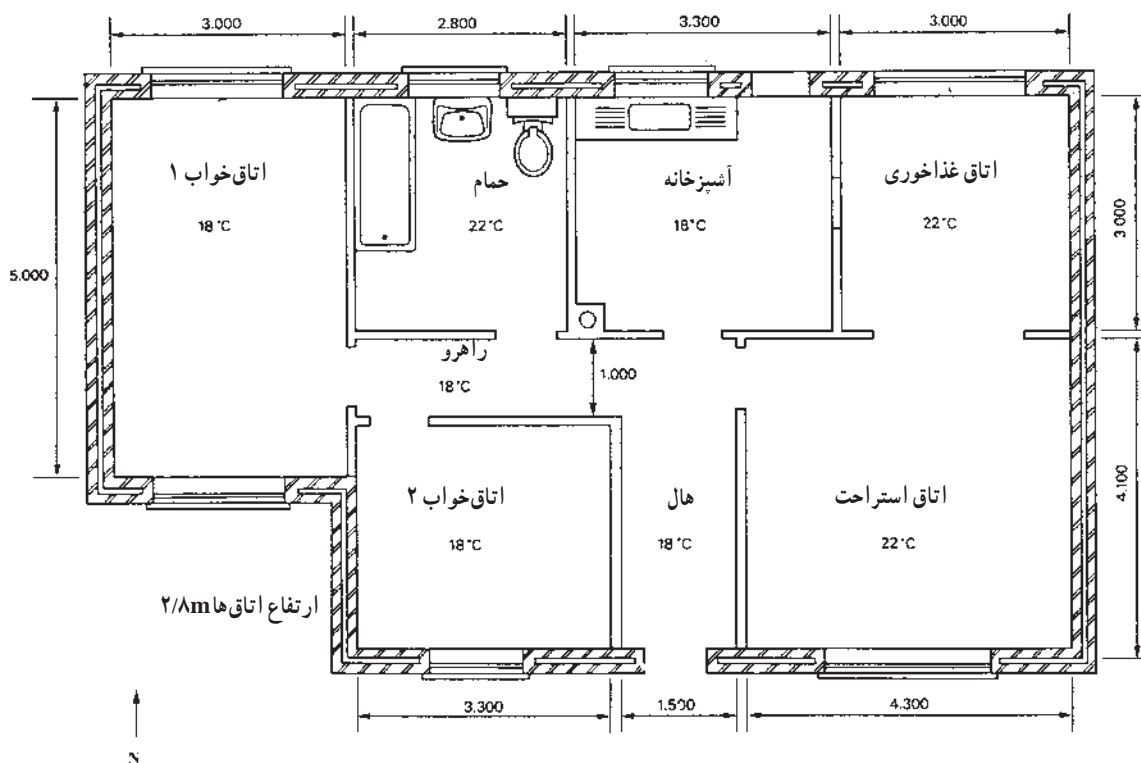 3.000
2.800
3.300
3.000
اتاق‌خواب ۱
18°C
حمام
22°C
آشپزخانه
18°C
اتاق غذاخوری
22°C
5.000
3.000
راهرو
18°C
1.000
اتاق‌خواب ۲
18°C
هال
18°C
اتاق استراحت
22°C
4.100
ارتفاع اتاق‌ها ۲/۸m
3.300
1.500
4.300
N